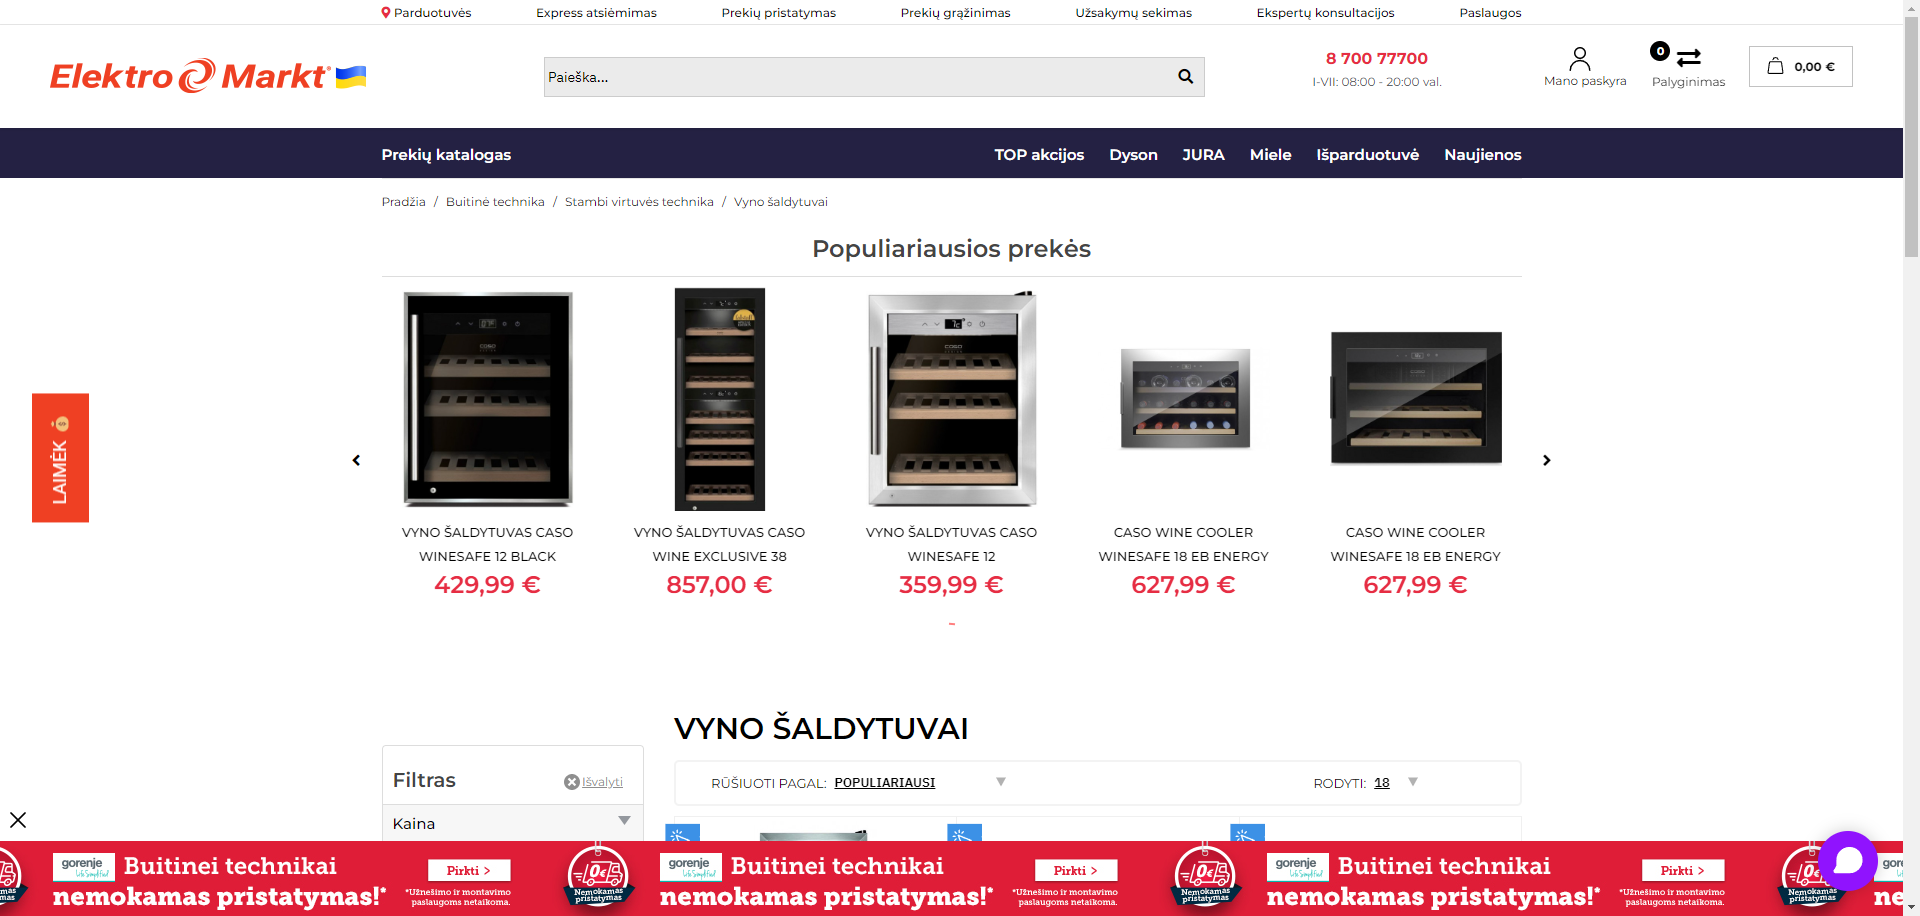 Parduotuvės
Express atsiėmimas
Prekių pristatymas
Prekių grąžinimas
Užsakymų sekimas
Ekspertų konsultacijos
Paslaugos
Elektro Markt
Paieška...
8 700 77700
I-VII: 08:00 - 20:00 val.
Mano paskyra
0
Palyginimas
0,00 €
Prekių katalogas
TOP akcijos
Dyson
JURA
Miele
Išparduotuvė
Naujienos
Pradžia / Buitinė technika / Stambi virtuvės technika / Vyno šaldytuvai
Populiariausios prekės
VYNO ŠALDYTUVAS CASO
WINESAFE 12 BLACK
429,99 €
VYNO ŠALDYTUVAS CASO
WINE EXCLUSIVE 38
857,00 €
VYNO ŠALDYTUVAS CASO
WINESAFE 12
359,99 €
CASO WINE COOLER
WINESAFE 18 EB ENERGY
627,99 €
CASO WINE COOLER
WINESAFE 18 EB ENERGY
627,99 €
LAIMĖK
VYNO ŠALDYTUVAI
Filtras
Išvalyti
RŪŠIUOTI PAGAL: POPULIARIAUSI
RODYTI: 18
Kaina
gorenje
Life Simplified
Buitinei technikai
nemokamas pristatymas!*
Pirkti >
*Užnešimo ir montavimo
paslaugoms netaikoma.
0€
Nemokamas
pristatymas
gorenje
Life Simplified
Buitinei technikai
nemokamas pristatymas!*
Pirkti >
*Užnešimo ir montavimo
paslaugoms netaikoma.
0€
Nemokamas
pristatymas
gorenje
Life Simplified
Buitinei technikai
nemokamas pristatymas!*
Pirkti >
*Užnešimo ir montavimo
paslaugoms netaikoma.
0€
Nemokamas
pristatymas